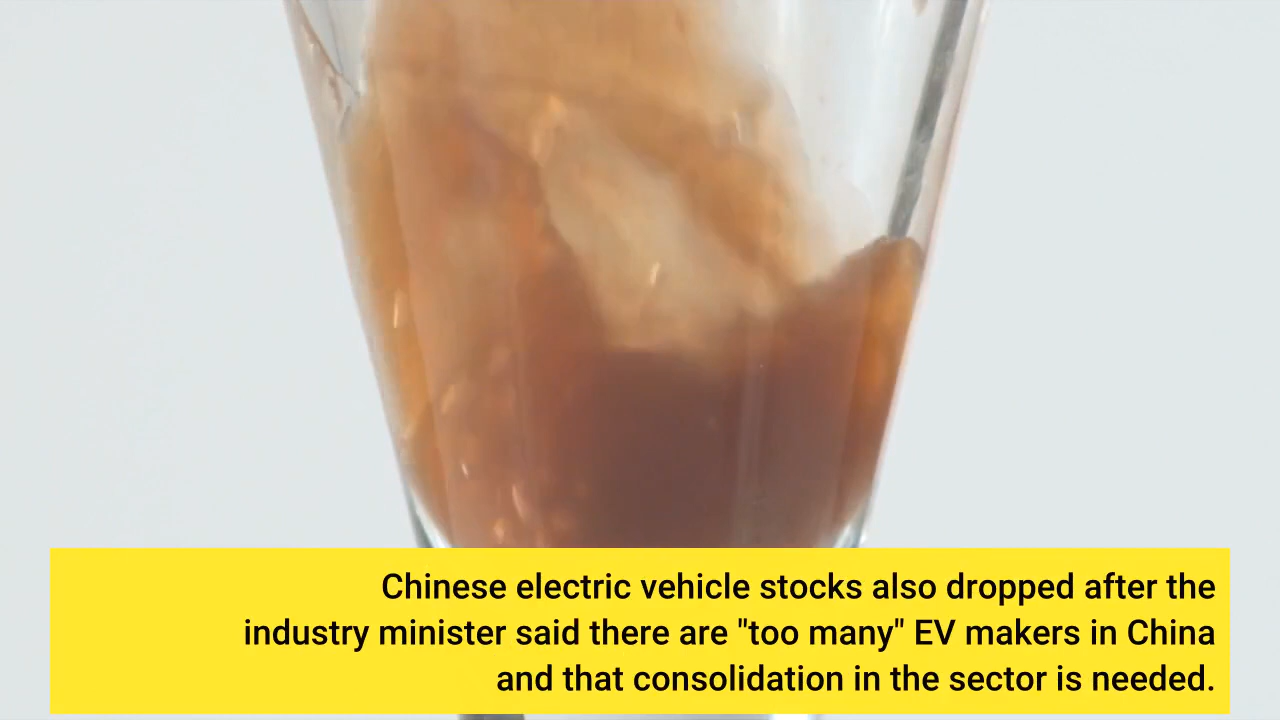 Chinese electric vehicle stocks also dropped after the
industry minister said there are "too many" EV makers in China
and that consolidation in the sector is needed.